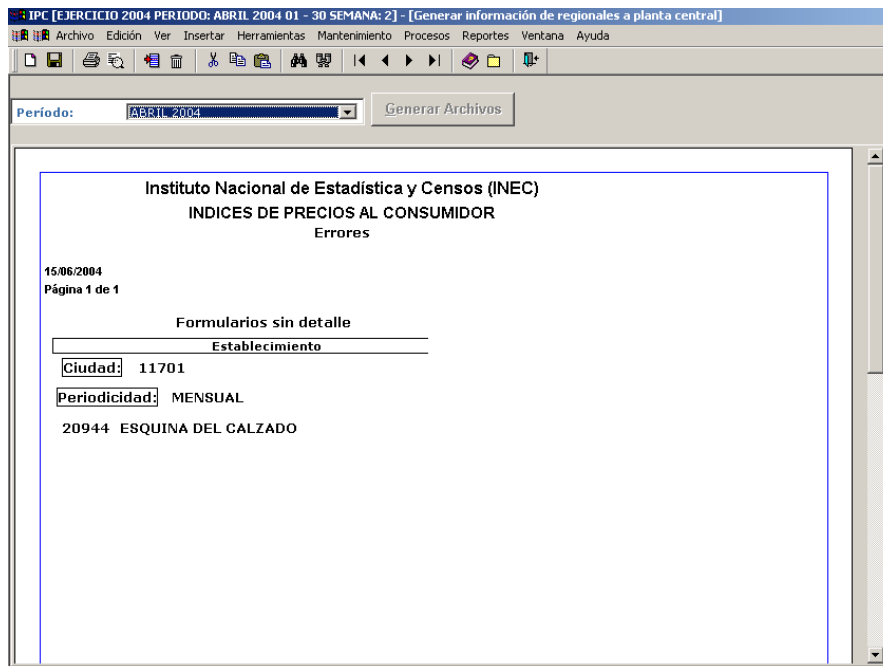 IPC [EJERCICIO 2004 PERIODO: ABRIL 2004 01 - 30 SEMANA: 2] - [Generar información de regionales a planta central]
Archivo Edición Ver Insertar Herramientas Mantenimiento Procesos Reportes Ventana Ayuda
Período: ABRIL 2004 Generar Archivos
Instituto Nacional de Estadística y Censos (INEC)
INDICES DE PRECIOS AL CONSUMIDOR
Errores
15/06/2004
Página 1 de 1
Formularios sin detalle
Establecimiento
Ciudad: 11701
Periodicidad: MENSUAL
20944 ESQUINA DEL CALZADO